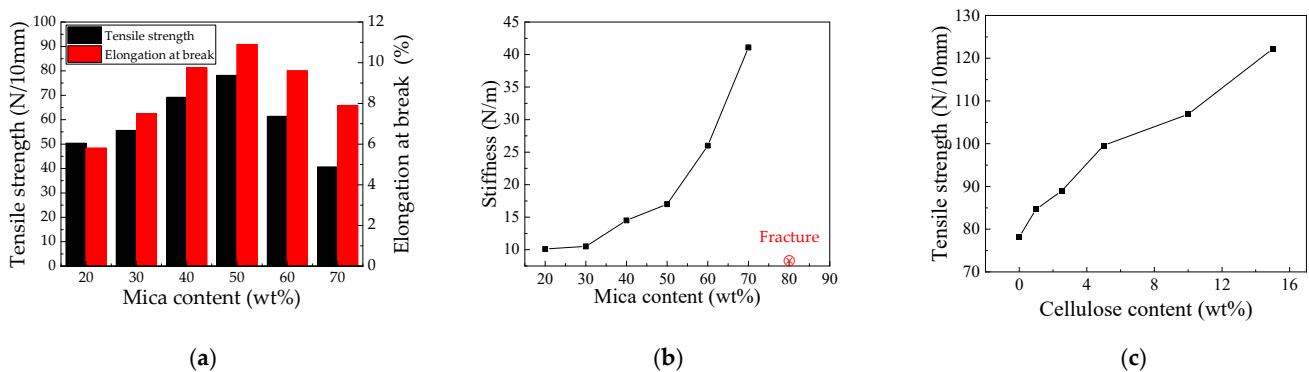 Tensile strength (N/10mm)
100
90
80
70
60
50
40
30
20
10
0
Tensile strength
Elongation at break
12
10
8
6
4
2
0
Elongation at break (%)
20 30 40 50 60 70
Mica content (wt%)
(a)
Stiffness (N/m)
45
40
35
30
25
20
15
10
Fracture
20 30 40 50 60 70 80 90
Mica content (wt%)
(b)
Tensile strength (N/10mm)
130
120
110
100
90
80
70
0 4 8 12 16
Cellulose content (wt%)
(c)